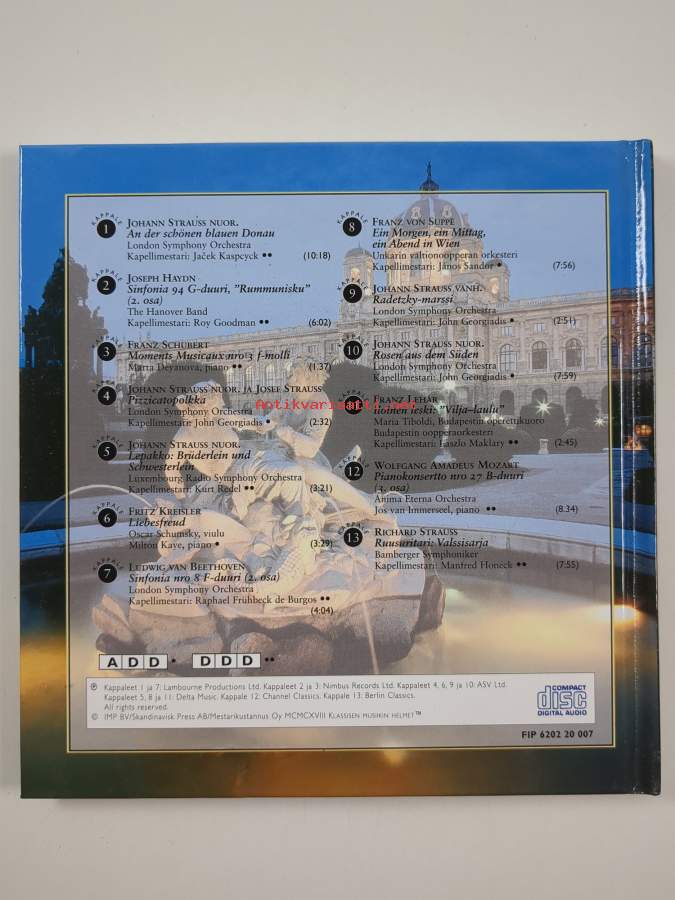 KAPPALE
1
JOHANN STRAUSS NUOR.
An der schönen blauen Donau
London Symphony Orchestra
Kapellimestari: Jaček Kaspcyck •• (10:18)
KAPPALE
2
JOSEPH HAYDN
Sinfonia 94 G-duuri, ”Rummunisku”
(2. osa)
The Hanover Band
Kapellimestari: Roy Goodman •• (6:02)
KAPPALE
3
FRANZ SCHUBERT
Moments Musicaux nro 3 f-molli
Marta Deyanova, piano •• (1.37)
KAPPALE
4
JOHANN STRAUSS NUOR. JA JOSEF STRAUSS
Pizzicatopolkka
London Symphony Orchestra
Kapellimestari: John Georgiadis • (2:32)
KAPPALE
5
JOHANN STRAUSS NUOR.
Lepakko: Brüderlein und
Schwesterlein
Luxembourg Radio Symphony Orchestra
Kapellimestari: Kurt Redel •• (3:21)
KAPPALE
6
FRITZ KREISLER
Liebesfreud
Oscar Schumsky, viulu
Milton Kaye, piano • (3:29)
KAPPALE
7
LUDWIG VAN BEETHOVEN
Sinfonia nro 8 F-duuri (2. osa)
London Symphony Orchestra
Kapellimestari: Raphael Frühbeck de Burgos ••
(4:04)
KAPPALE
8
FRANZ VON SUPPÉ
Ein Morgen, ein Mittag,
ein Abend in Wien
Unkarin valtionoopperan orkesteri
Kapellimestari: János Sándor • (7:56)
KAPPALE
9
JOHANN STRAUSS VANH.
Radetzky-marssi
London Symphony Orchestra
Kapellimestari: John Georgiadis • (2:51)
KAPPALE
10
JOHANN STRAUSS NUOR.
Rosen aus dem Süden
London Symphony Orchestra
Kapellimestari: John Georgiadis • (7:59)
KAPPALE
FRANZ LEHÁR
Iloinen leski: ”Vilja-laulu”
Maria Tiboldi, Budapestin operettikuoro
Budapestin oopperaorkesteri
Kapellimestari: Laszlo Maklary •• (2:45)
KAPPALE
12
WOLFGANG AMADEUS MOZART
Pianokonsertto nro 27 B-duuri
(3. osa)
Anima Eterna Orchestra
Jos van Immerseel, piano •• (8.34)
KAPPALE
13
RICHARD STRAUSS
Ruusuritari: Valssisarja
Bamberger Symphoniker
Kapellimestari: Manfred Honeck •• (7:55)
Antikvariaatti.net
ADD • DDD ••
℗ Kappaleet 1 ja 7: Lambourne Productions Ltd. Kappaleet 2 ja 3: Nimbus Records Ltd. Kappaleet 4, 6, 9 ja 10: ASV Ltd.
Kappaleet 5, 8 ja 11: Delta Music. Kappale 12: Channel Classics. Kappale 13: Berlin Classics.
All rights reserved.
© IMP BV/Skandinavisk Press AB/Mestarikustannus Oy MCMCXVIII KLASSISEN MUSIIKIN HELMET™
COMPACT
disc
DIGITAL AUDIO
FIP 6202 20 007